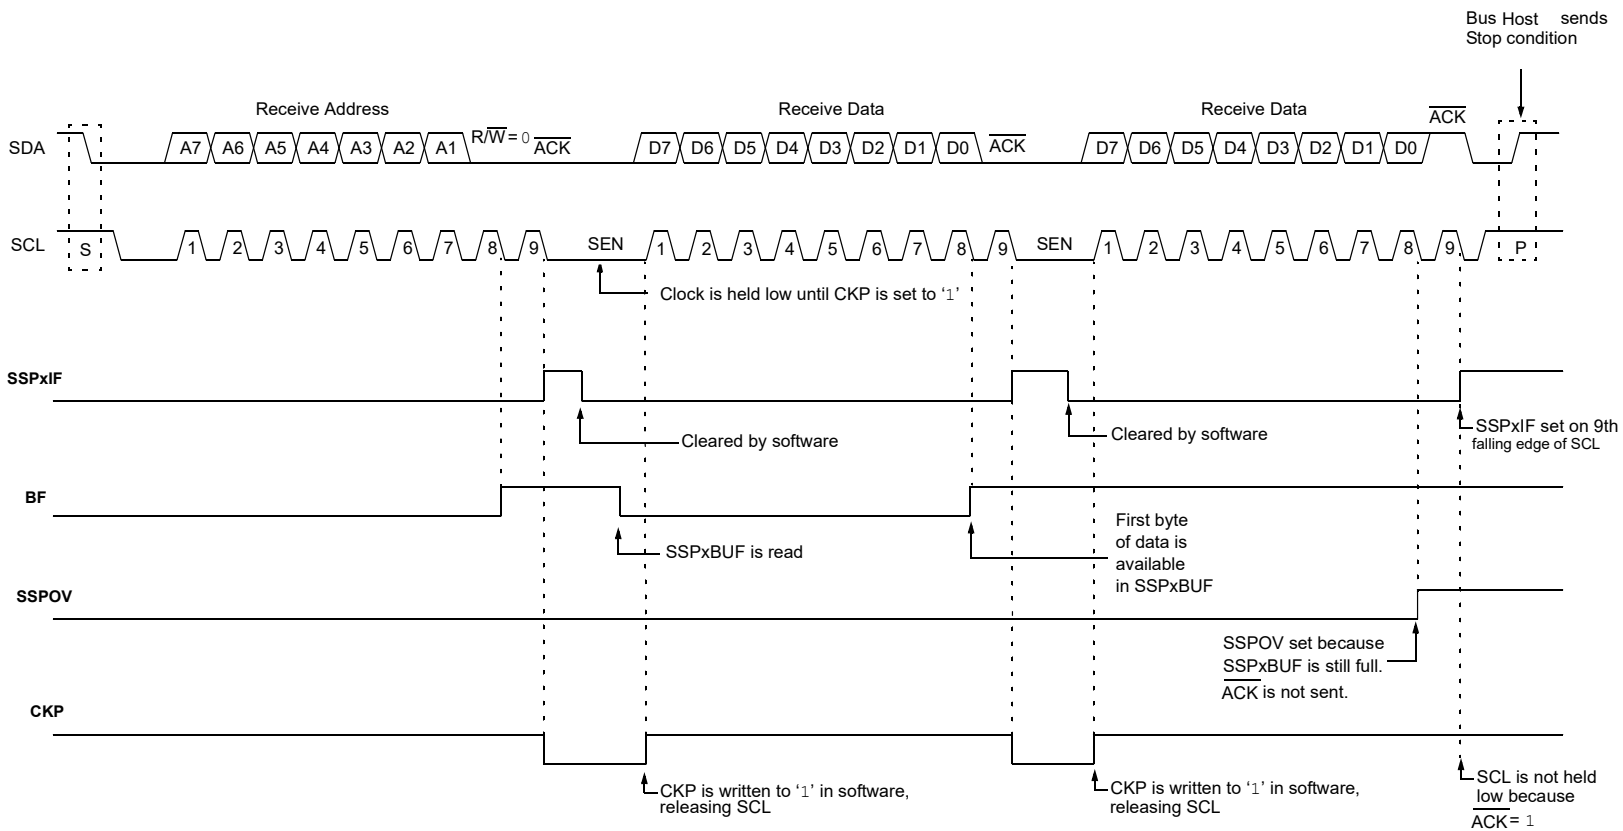 Bus Host sends
Stop condition
Receive Address
Receive Data
Receive Data
ACK
SDA
A7 A6 A5 A4 A3 A2 A1 R/W = 0 ACK
D7 D6 D5 D4 D3 D2 D1 D0 ACK
D7 D6 D5 D4 D3 D2 D1 D0
SCL
S 1 2 3 4 5 6 7 8 9 SEN 1 2 3 4 5 6 7 8 9 SEN 1 2 3 4 5 6 7 8 9 P
Clock is held low until CKP is set to ‘1’
SSPxIF
Cleared by software
Cleared by software
SSPxIF set on 9th
falling edge of SCL
BF
SSPxBUF is read
First byte
of data is
available
in SSPxBUF
SSPOV
SSPOV set because
SSPxBUF is still full.
ACK is not sent.
CKP
CKP is written to ‘1’ in software,
releasing SCL
CKP is written to ‘1’ in software,
releasing SCL
SCL is not held
low because
ACK = 1